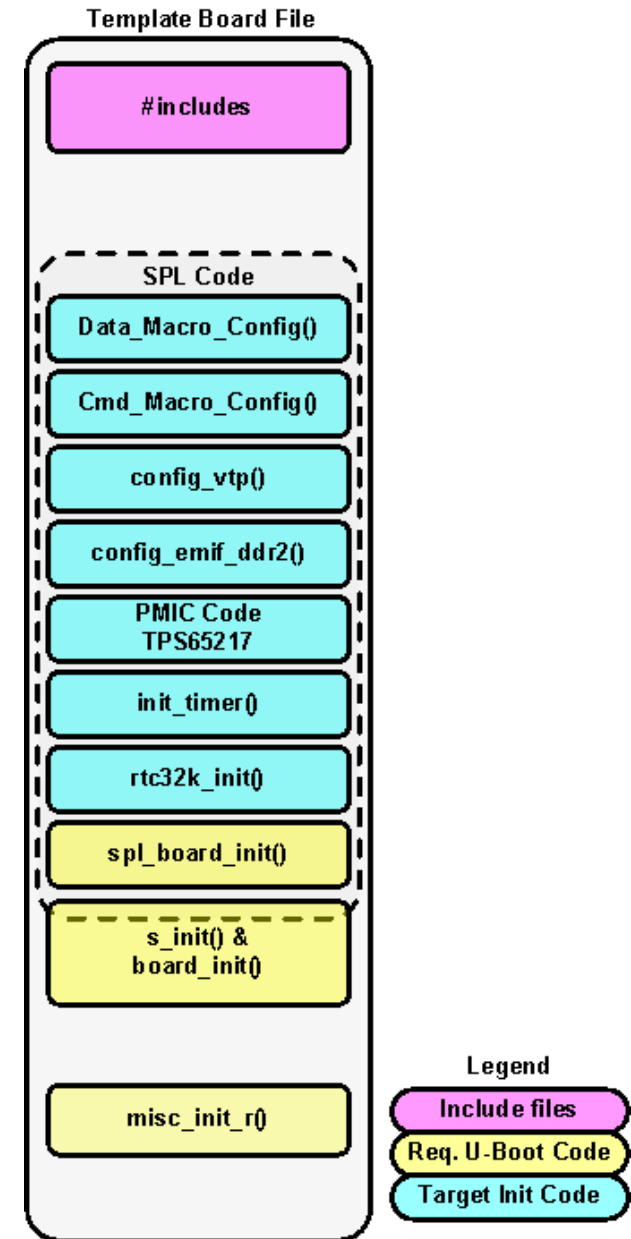 Template Board File
#includes
SPL Code
Data_Macro_Config()
Cmd_Macro_Config()
config_vtp()
config_emif_ddr2()
PMIC Code
TPS65217
init_timer()
rtc32k_init()
spl_board_init()
s_init() &
board_init()
misc_init_r()
Legend
Include files
Req. U-Boot Code
Target Init Code